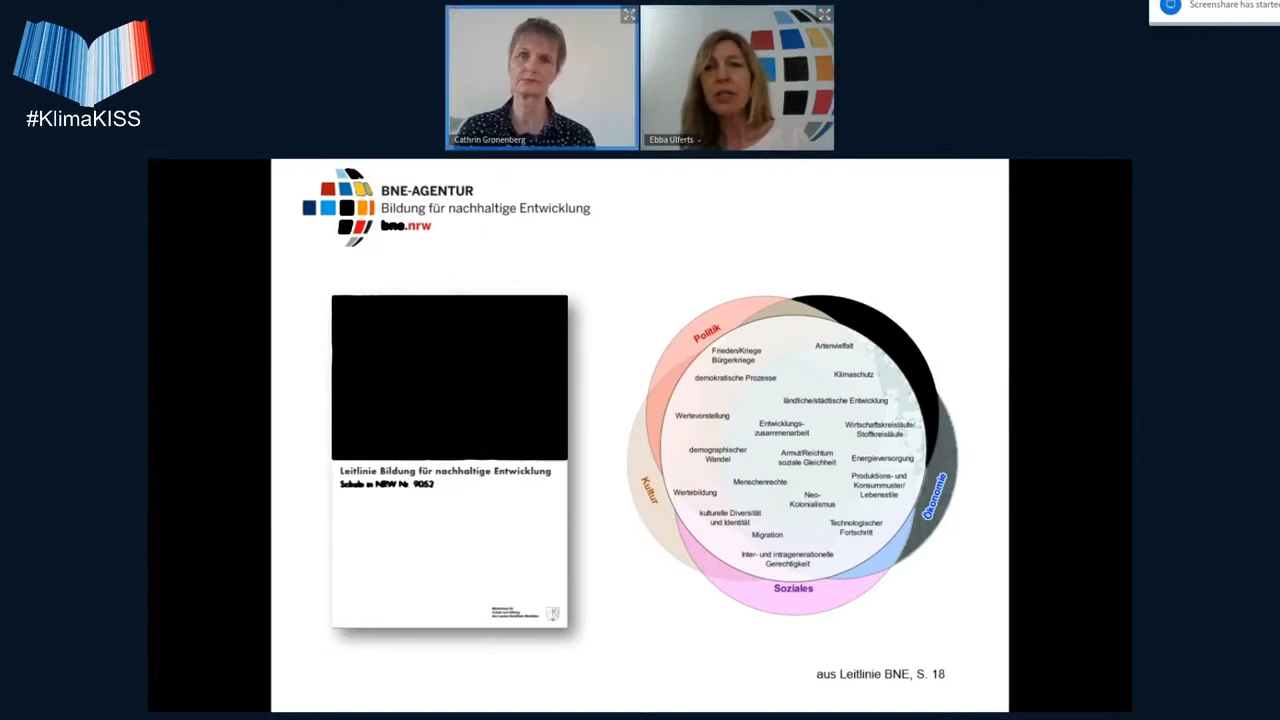 Screenshare has started
#KlimaKISS
Cathrin Gronenberg
Ebba Ulferts
BNE-AGENTUR
Bildung für nachhaltige Entwicklung
bne.nrw
Leitlinie Bildung für nachhaltige Entwicklung
Schule in NRW Nr. 9052
Politik
Frieden/Kriege
Bürgerkriege
Artenvielfalt
demokratische Prozesse
Klimaschutz
ländliche/städtische Entwicklung
Wertevorstellung
Entwicklungs-
zusammenarbeit
Wirtschaftskreisläufe/
Stoffkreisläufe
demographischer
Wandel
Armut/Reichtum
soziale Gleichheit
Energieversorgung
Menschenrechte
Produktions- und
Konsummuster/
Lebensstile
Kultur
Ökonomie
Wertebildung
Neo-
Kolonialismus
kulturelle Diversität
und Identität
Technologischer
Fortschritt
Migration
Inter- und intragenerationelle
Gerechtigkeit
Soziales
aus Leitlinie BNE, S. 18